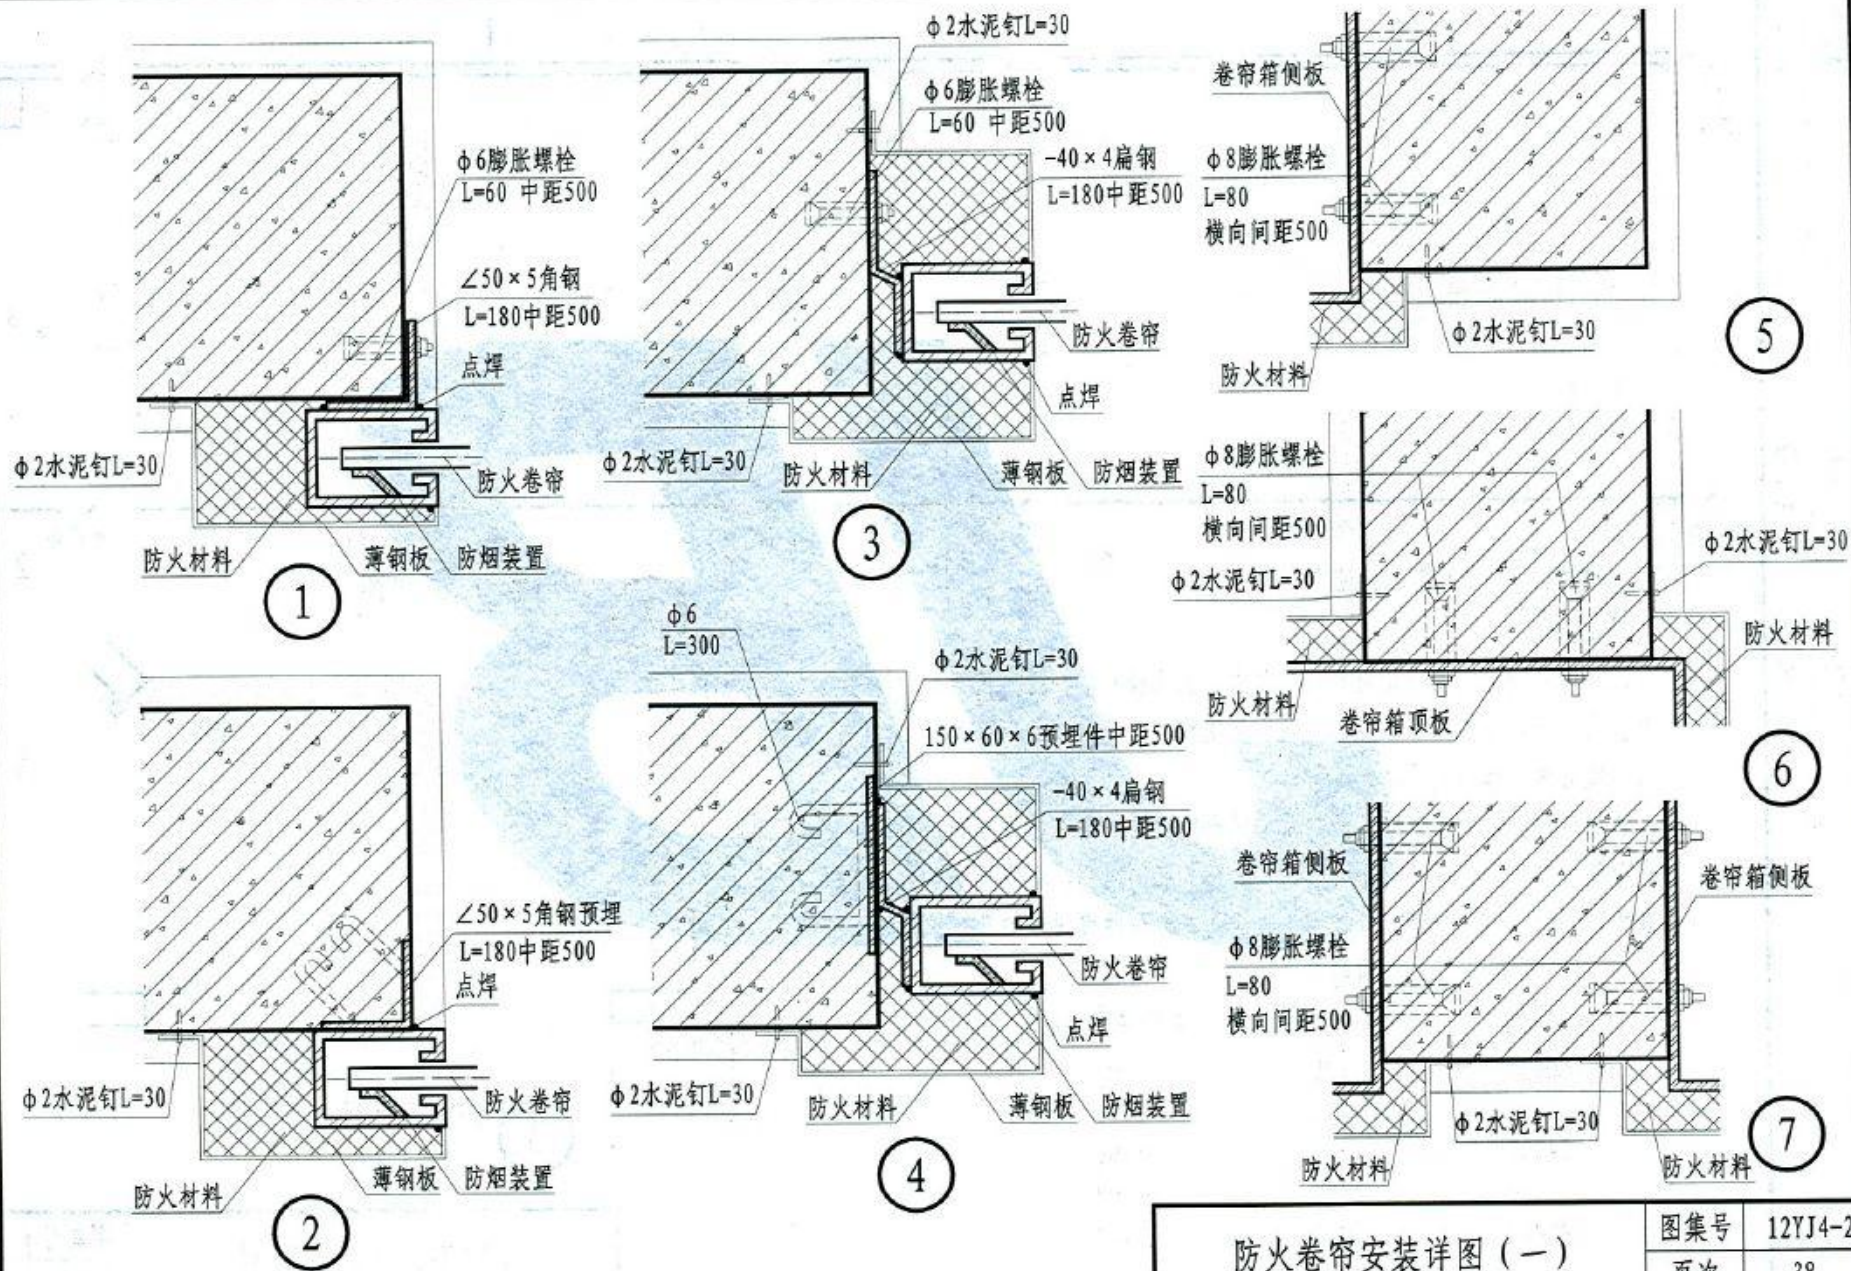 φ6膨胀螺栓
L=60 中距500
∠50×5角钢
L=180中距500
点焊
φ2水泥钉L=30
防火卷帘
防火材料
薄钢板
防烟装置
1
∠50×5角钢预埋
L=180中距500
点焊
φ2水泥钉L=30
防火卷帘
防火材料
薄钢板
防烟装置
2
φ2水泥钉L=30
φ6膨胀螺栓
L=60 中距500
-40×4扁钢
L=180中距500
防火卷帘
点焊
φ2水泥钉L=30
防火材料
薄钢板
防烟装置
3
φ6
L=300
φ2水泥钉L=30
150×60×6预埋件中距500
-40×4扁钢
L=180中距500
防火卷帘
点焊
φ2水泥钉L=30
防火材料
薄钢板
防烟装置
4
卷帘箱侧板
φ8膨胀螺栓
L=80
横向间距500
φ2水泥钉L=30
防火材料
5
φ8膨胀螺栓
L=80
横向间距500
φ2水泥钉L=30
φ2水泥钉L=30
防火材料
防火材料
卷帘箱顶板
6
卷帘箱侧板
卷帘箱侧板
φ8膨胀螺栓
L=80
横向间距500
φ2水泥钉L=30
防火材料
防火材料
7
防火卷帘安装详图（一）
图集号 12YJ4-2